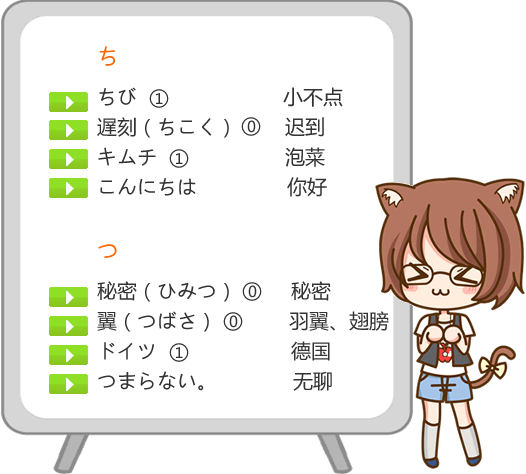 ち
ちび ① 小不点
遅刻(ちこく)⓪ 迟到
キムチ ① 泡菜
こんにちは 你好
つ
秘密(ひみつ)⓪ 秘密
翼(つばさ)⓪ 羽翼、翅膀
ドイツ ① 德国
つまらない。 无聊